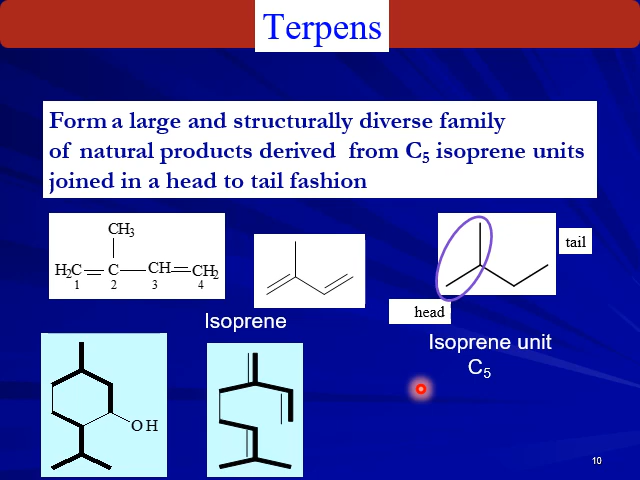 Terpens
Form a large and structurally diverse family
of natural products derived from C5 isoprene units
joined in a head to tail fashion
CH3
H2C C CH CH2
1 2 3 4
tail
head
Isoprene
Isoprene unit
C5
OH
10